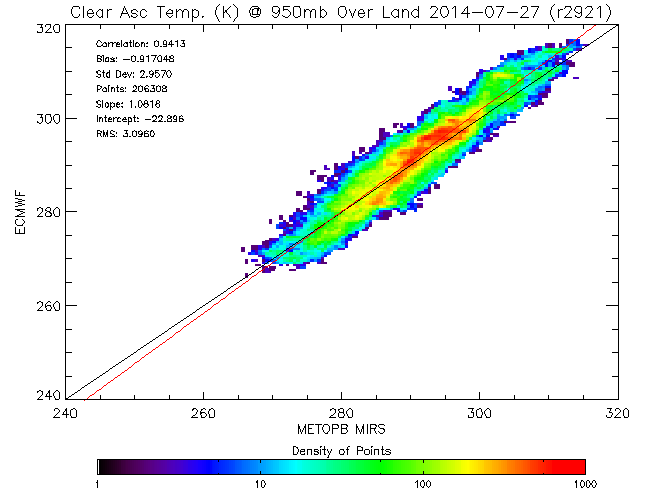 Clear Asc Temp. (K) @ 950mb Over Land 2014-07-27 (r2921)
320
Correlation: 0.9413
Bias: -0.917048
Std Dev: 2.9570
Points: 206308
Slope: 1.0818
Intercept: -22.896
RMS: 3.0960
300
ECMWF
280
260
240
240 260 280 300 320
METOPB MIRS
Density of Points
1 10 100 1000